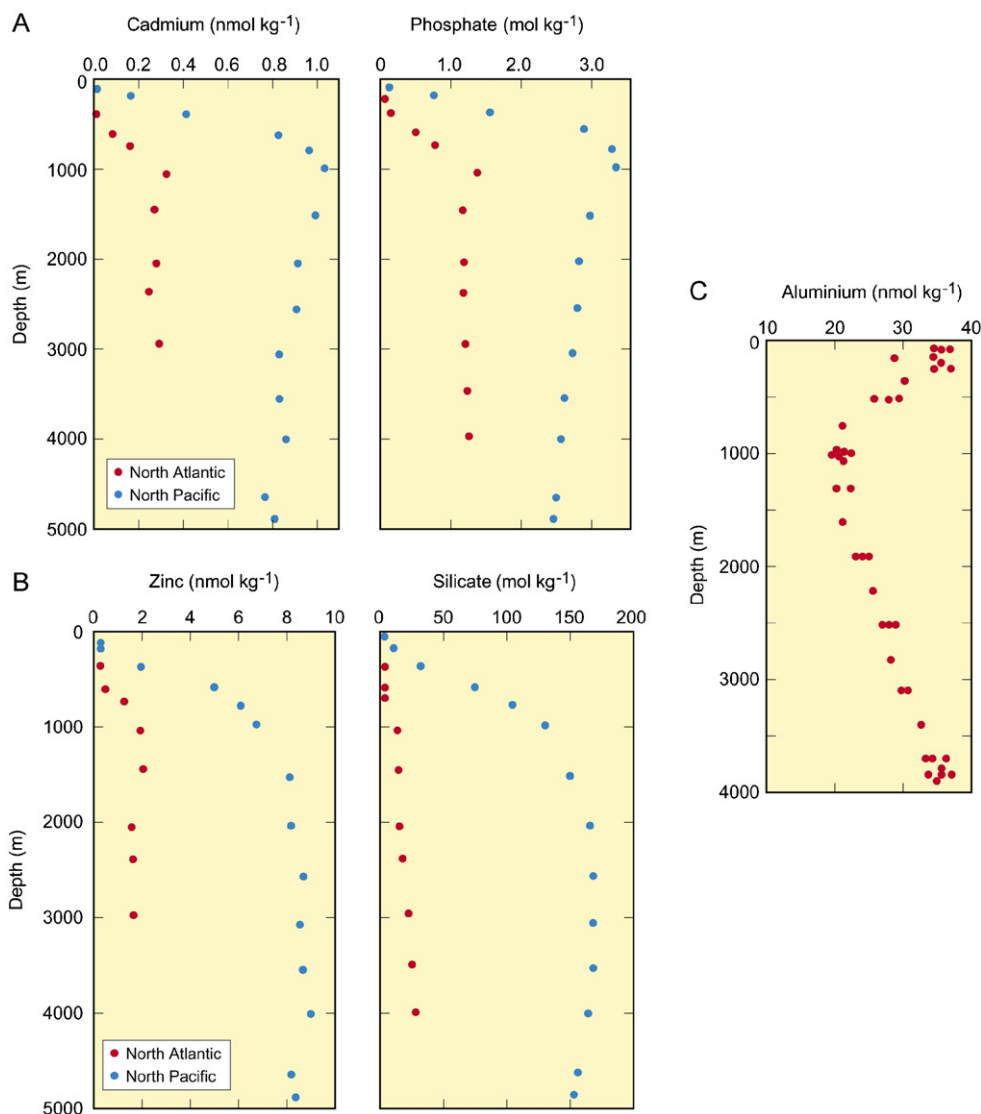 A
Cadmium (nmol kg-1)
0.0 0.2 0.4 0.6 0.8 1.0
Phosphate (mol kg-1)
0 1.0 2.0 3.0
0
1000
2000
3000
4000
5000
Depth (m)
North Atlantic
North Pacific
B
Zinc (nmol kg-1)
0 2 4 6 8 10
Silicate (mol kg-1)
0 50 100 150 200
0
1000
2000
3000
4000
5000
Depth (m)
North Atlantic
North Pacific
C
Aluminium (nmol kg-1)
10 20 30 40
0
1000
2000
3000
4000
Depth (m)